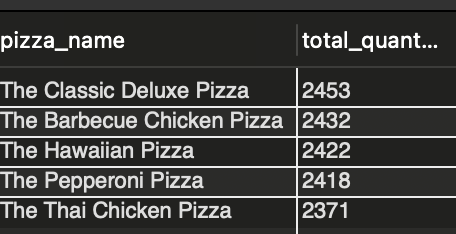 pizza_name total_quant...
The Classic Deluxe Pizza 2453
The Barbecue Chicken Pizza 2432
The Hawaiian Pizza 2422
The Pepperoni Pizza 2418
The Thai Chicken Pizza 2371